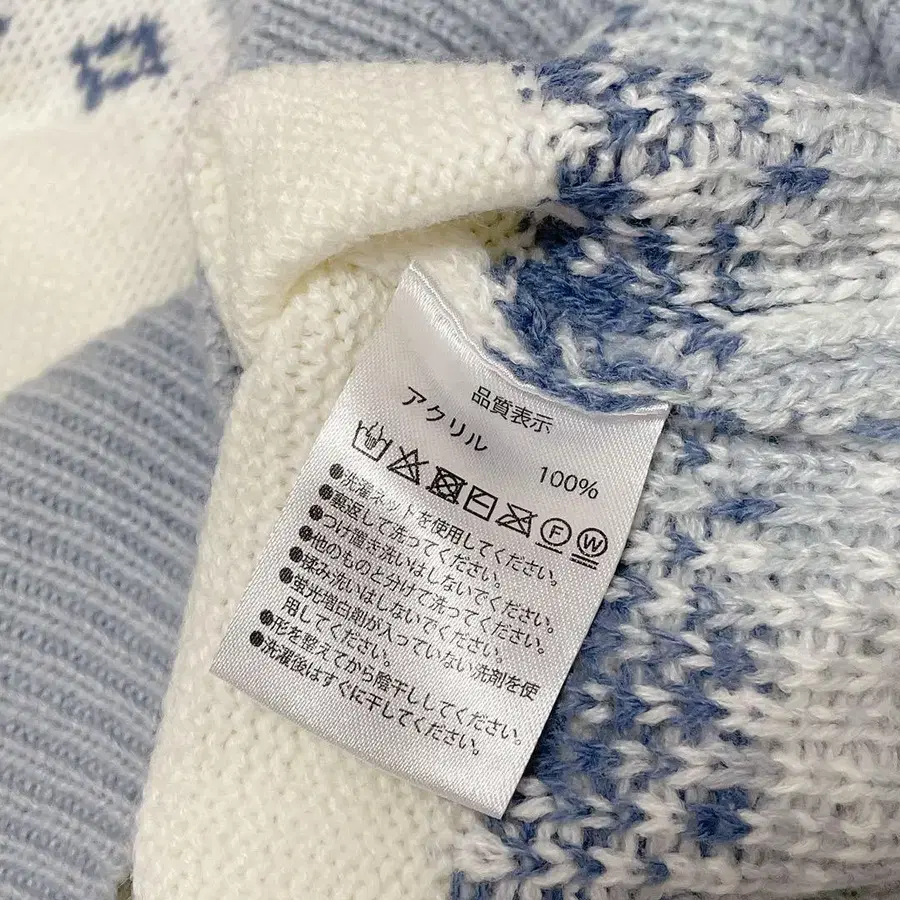 品質表示
アクリル 100%
F W
●洗濯ネットを使用してください。
●裏返して洗ってください。
●つけ置き洗いはしないでください。
●他のものと分けて洗ってください。
●揉み洗いはしないでください。
●蛍光増白剤が入っていない洗剤を使
用してください。
●形を整えてから陰干ししてください。
●洗濯後はすぐに干してください。